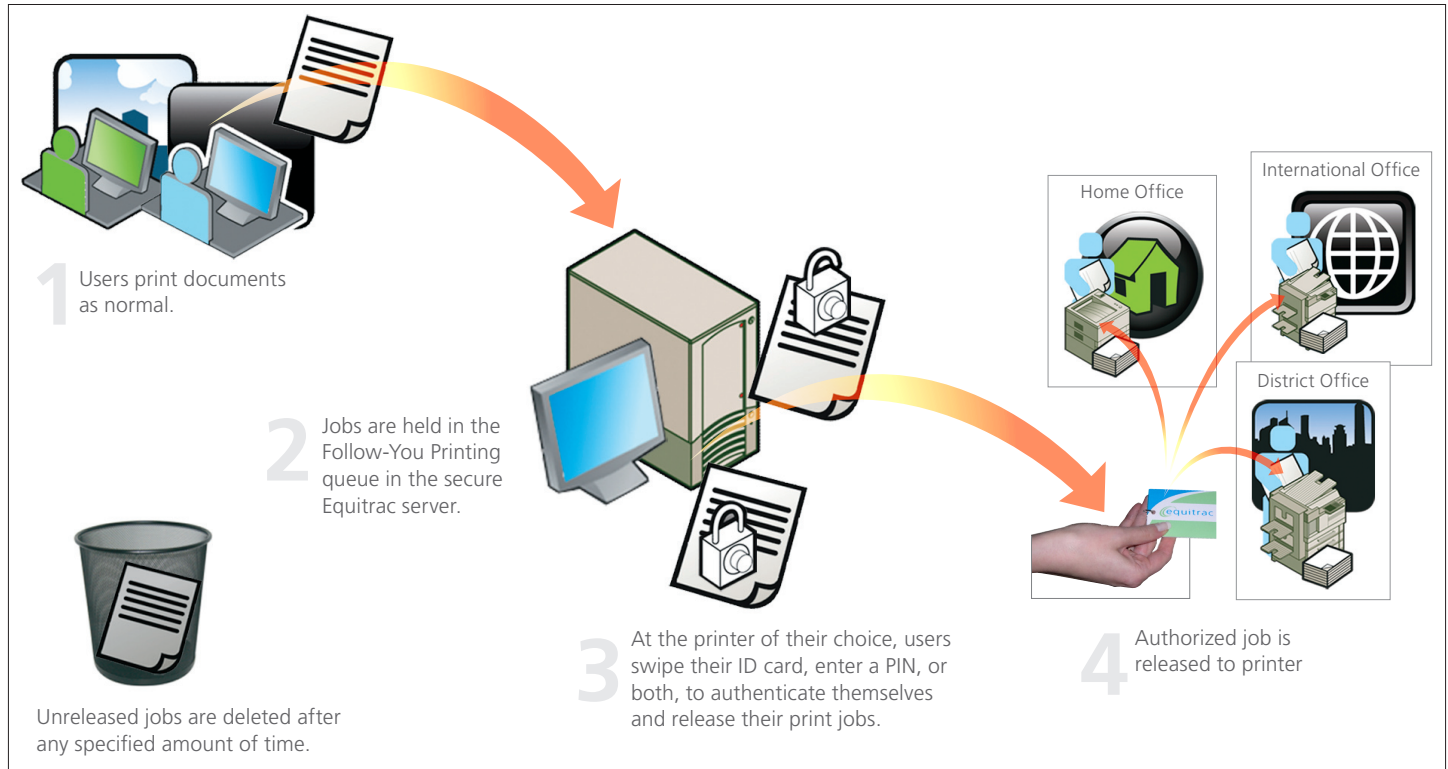 1
Users print documents
as normal.
2
Jobs are held in the
Follow-You Printing
queue in the secure
Equitrac server.
Unreleased jobs are deleted after
any specified amount of time.
3
At the printer of their choice, users
swipe their ID card, enter a PIN, or
both, to authenticate themselves
and release their print jobs.
Home Office
International Office
District Office
equitrac
4
Authorized job is
released to printer